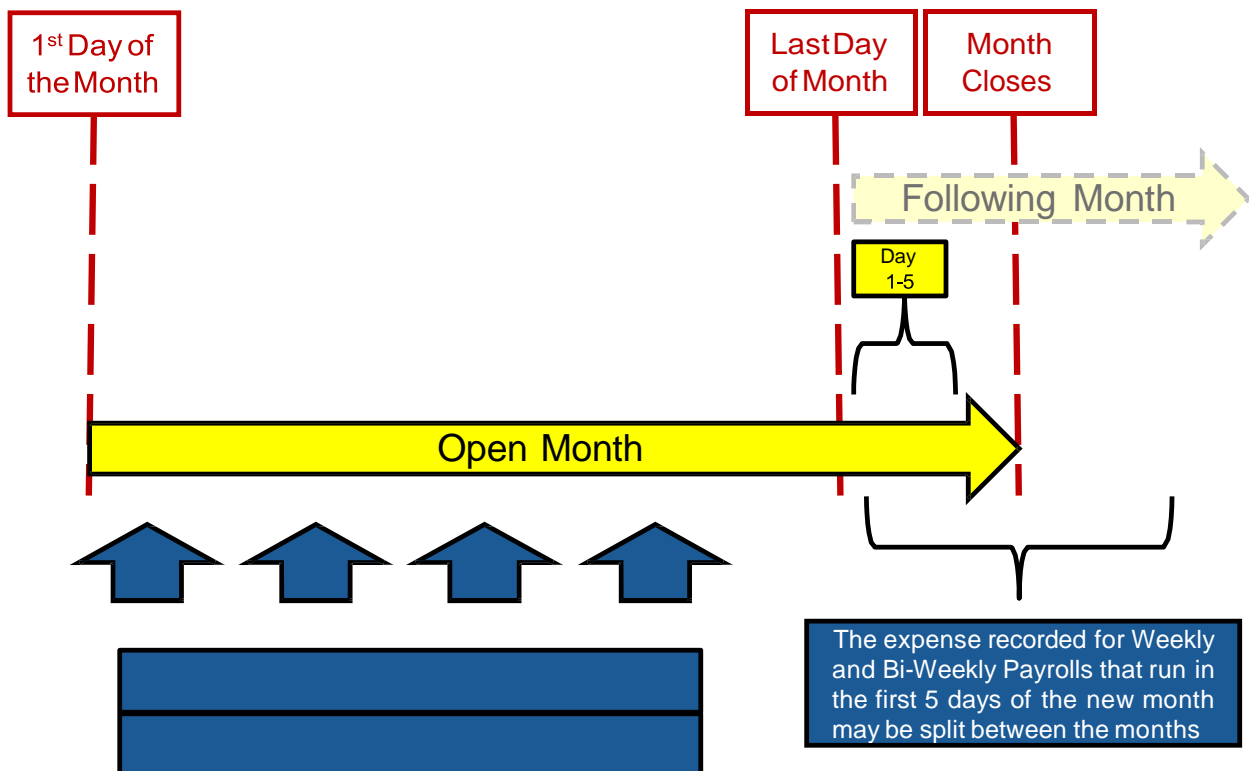 1st Day of
the Month
Last Day
of Month
Month
Closes
Following Month
Day
1-5
Open Month
The expense recorded for Weekly
and Bi-Weekly Payrolls that run in
the first 5 days of the new month
may be split between the months